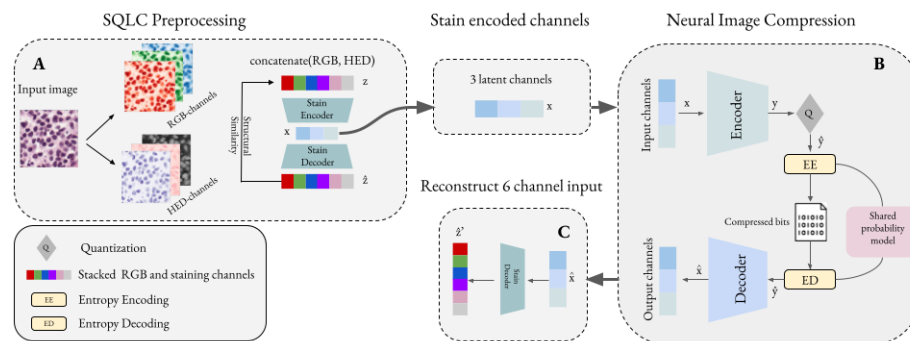 SQLC Preprocessing
Stain encoded channels
Neural Image Compression
A
Input image
RGB-channels
HED-channels
concatenate(RGB, HED)
z
Stain
Encoder
x
Stain
Decoder
ẑ
Structural
Similarity
3 latent channels
B
Input channels
x
Encoder
y
Q
ŷ
EE
Compressed bits
10101
10101
Shared
probability
model
ED
ŷ
Decoder
x̂
Output channels
Reconstruct 6 channel input
C
ẑ'
Stain
Decoder
x̂
Q
Quantization
Stacked RGB and staining channels
EE
Entropy Encoding
ED
Entropy Decoding